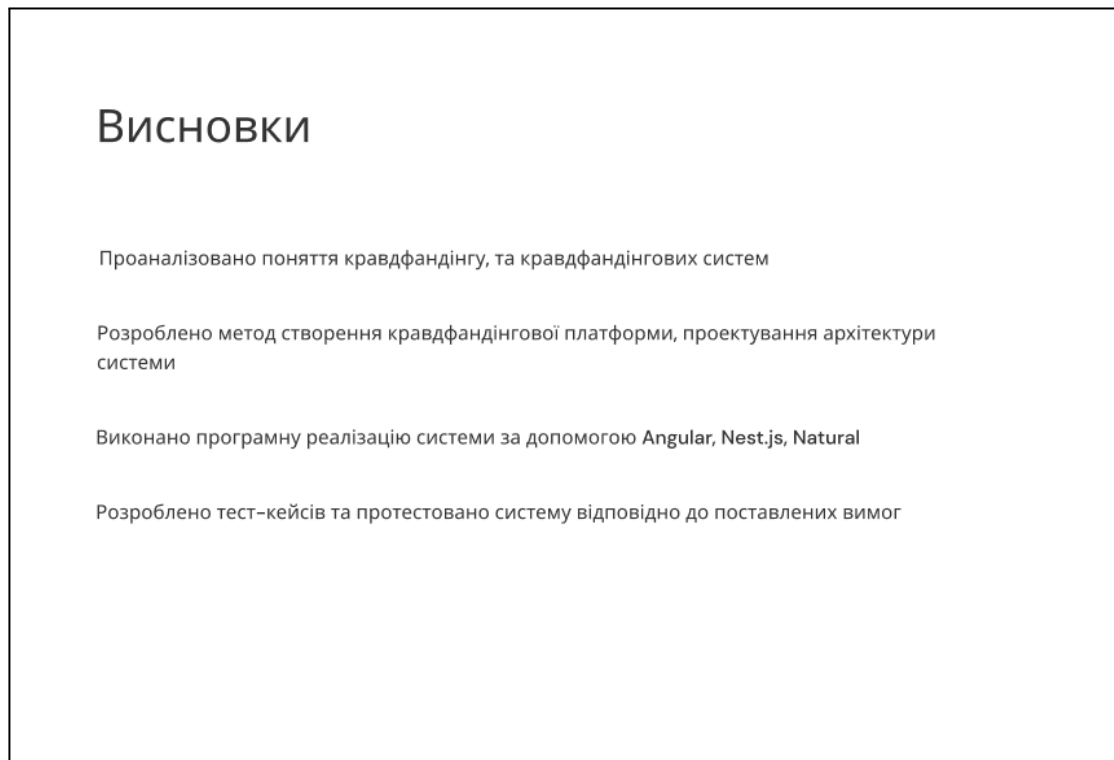 Висновки
Проаналізовано поняття кравдфандінгу, та кравдфандінгових систем
Розроблено метод створення кравдфандінгової платформи, проектування архітектури
системи
Виконано програмну реалізацію системи за допомогою Angular, Nest.js, Natural
Розроблено тест-кейсів та протестовано систему відповідно до поставлених вимог